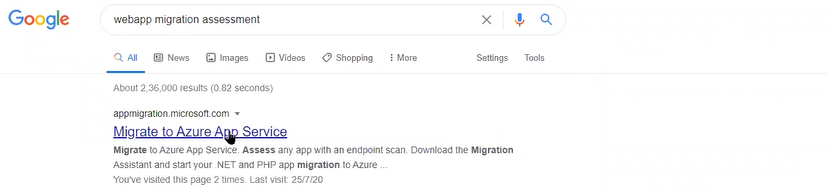 Google
webapp migration assessment
All News Images Videos Shopping More Settings Tools
About 2,36,000 results (0.82 seconds)
appmigration.microsoft.com
Migrate to Azure App Service
Migrate to Azure App Service. Assess any app with an endpoint scan. Download the Migration
Assistant and start your .NET and PHP app migration to Azure ...
You've visited this page 2 times. Last visit: 25/7/20